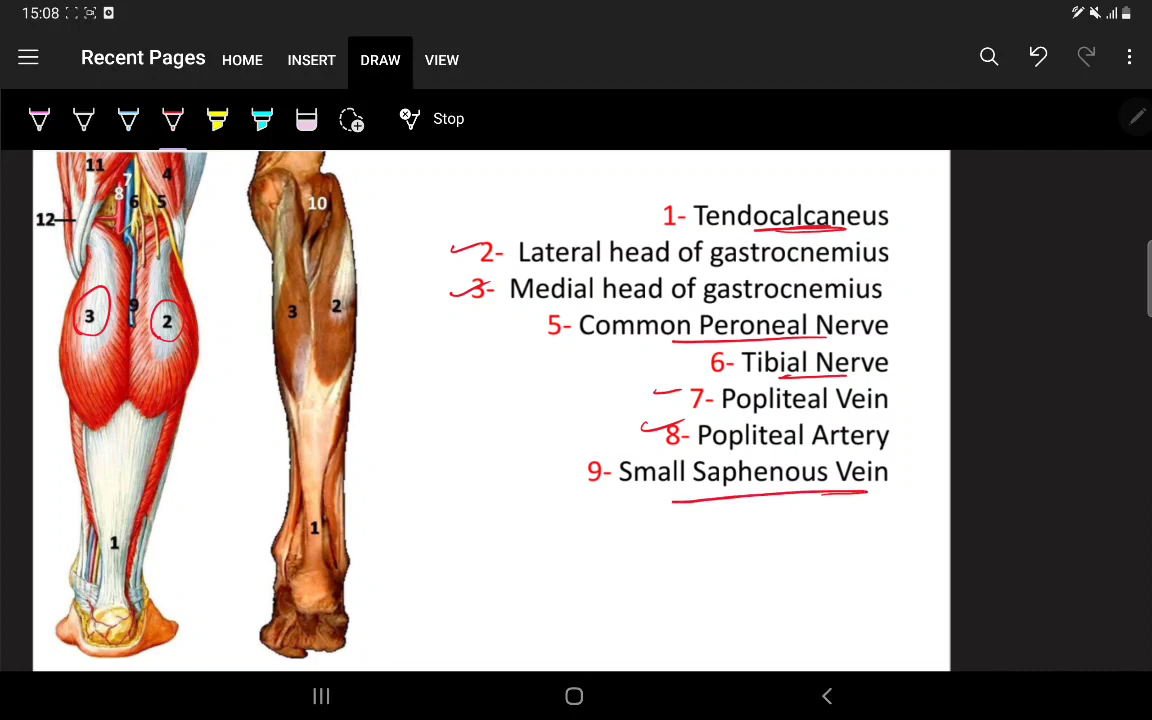 15:08
Recent Pages HOME INSERT DRAW VIEW
Stop
11 4
7
8 6 5
12
10
1- Tendocalcaneus
2- Lateral head of gastrocnemius
3- Medial head of gastrocnemius
5- Common Peroneal Nerve
6- Tibial Nerve
7- Popliteal Vein
8- Popliteal Artery
9- Small Saphenous Vein
9
3 2
3 2
1
1